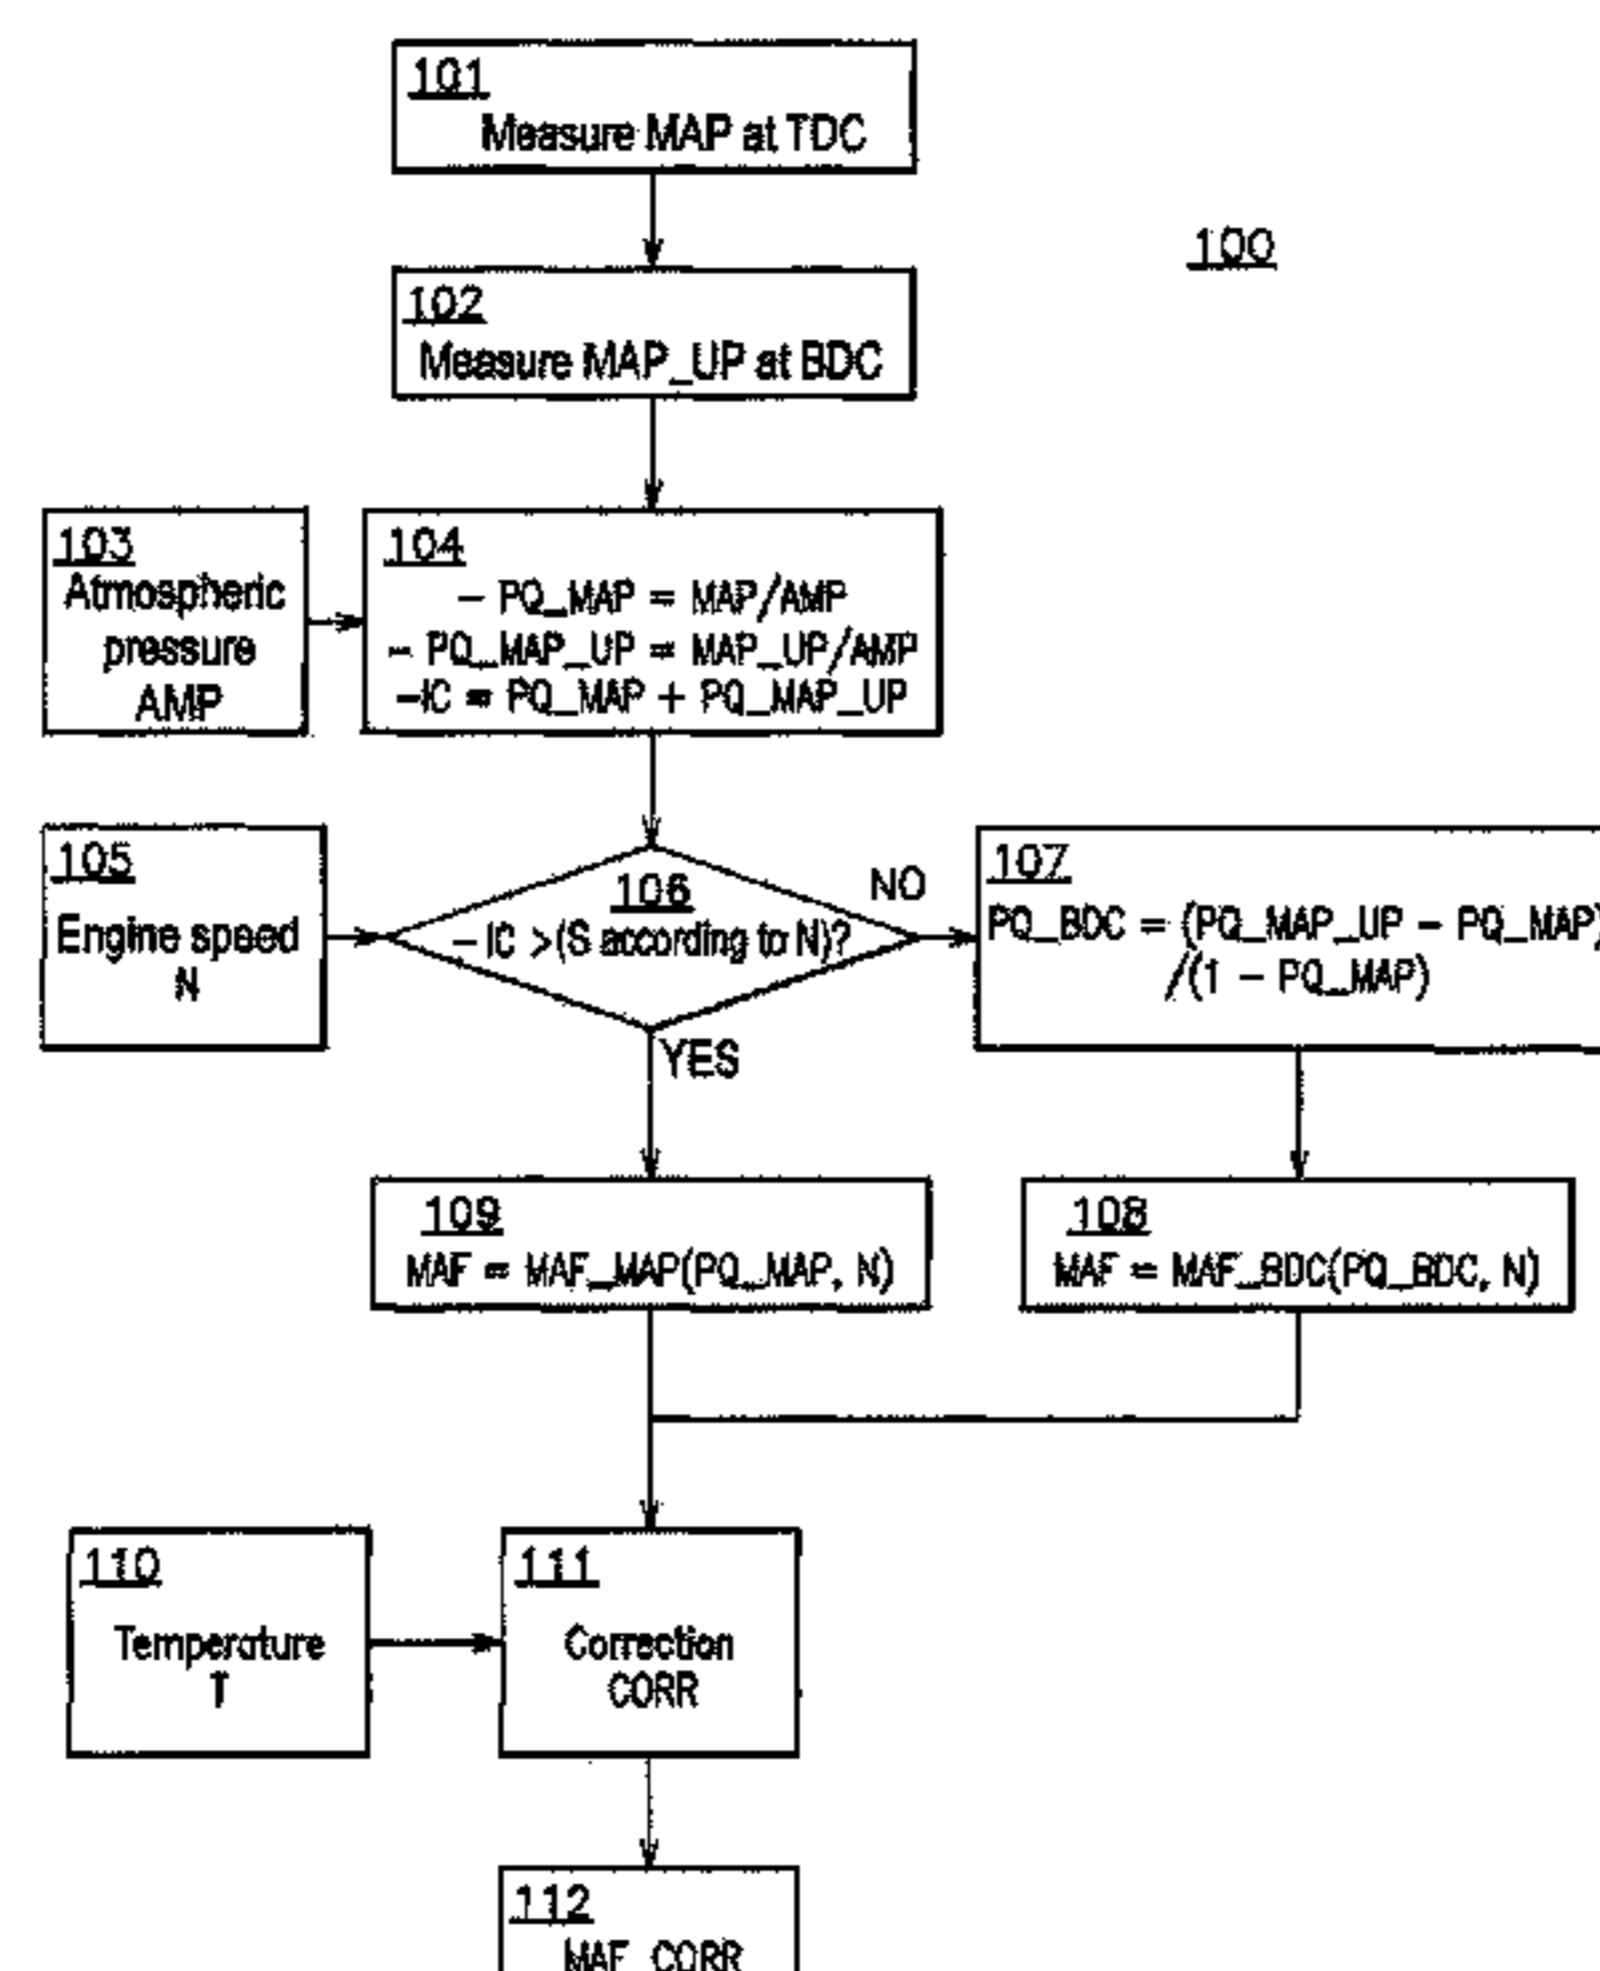 101
Measure MAP at TDC
100
102
Measure MAP_UP at BDC
103
Atmospheric
pressure
AMP
104
- PQ_MAP = MAP/AMP
- PQ_MAP_UP = MAP_UP/AMP
-IC = PQ_MAP + PQ_MAP_UP
105
Engine speed
N
106
- IC >(S according to N)?
NO
YES
107
PQ_BDC = (PQ_MAP_UP - PQ_MAP)
/(1 - PQ_MAP)
109
MAF = MAF_MAP(PQ_MAP, N)
108
MAF = MAF_BDC(PQ_BDC, N)
110
Temperature
T
111
Correction
CORR
112
MAF_CORR